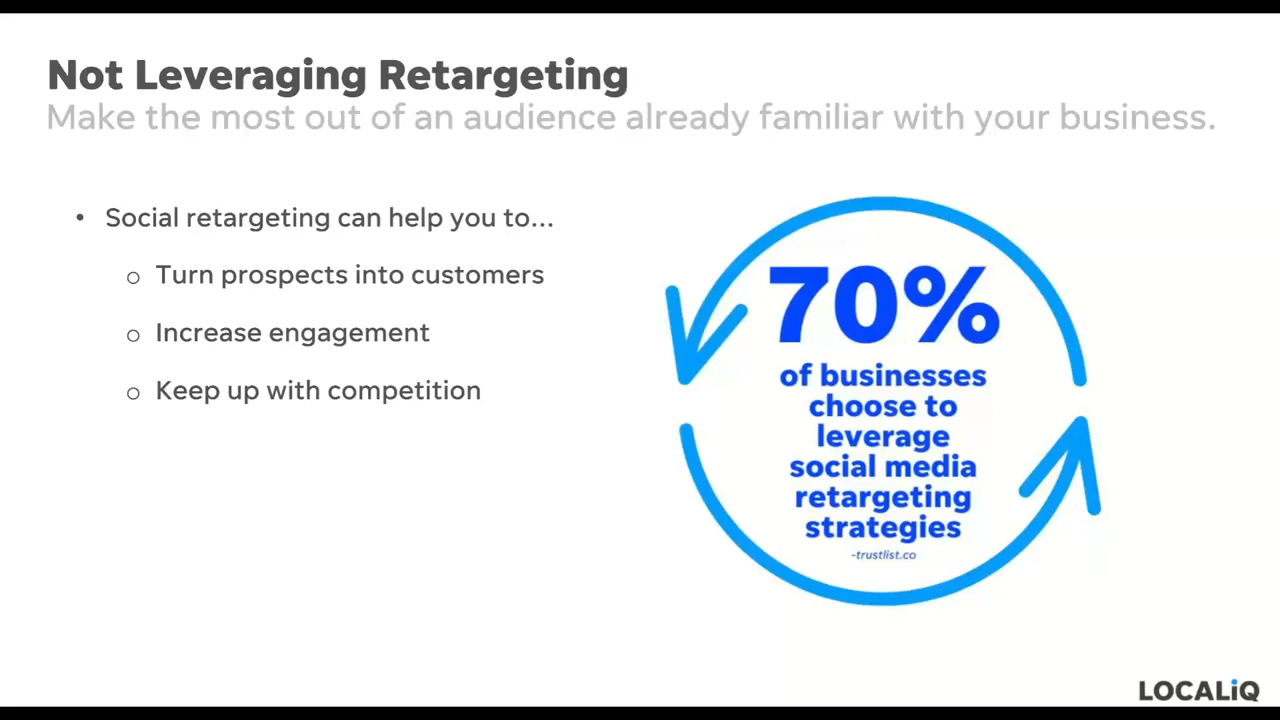 Not Leveraging Retargeting
Make the most out of an audience already familiar with your business.
• Social retargeting can help you to...
o Turn prospects into customers
o Increase engagement
o Keep up with competition
70%
of businesses
choose to
leverage
social media
retargeting
strategies
-trustlist.co
LOCALiQ